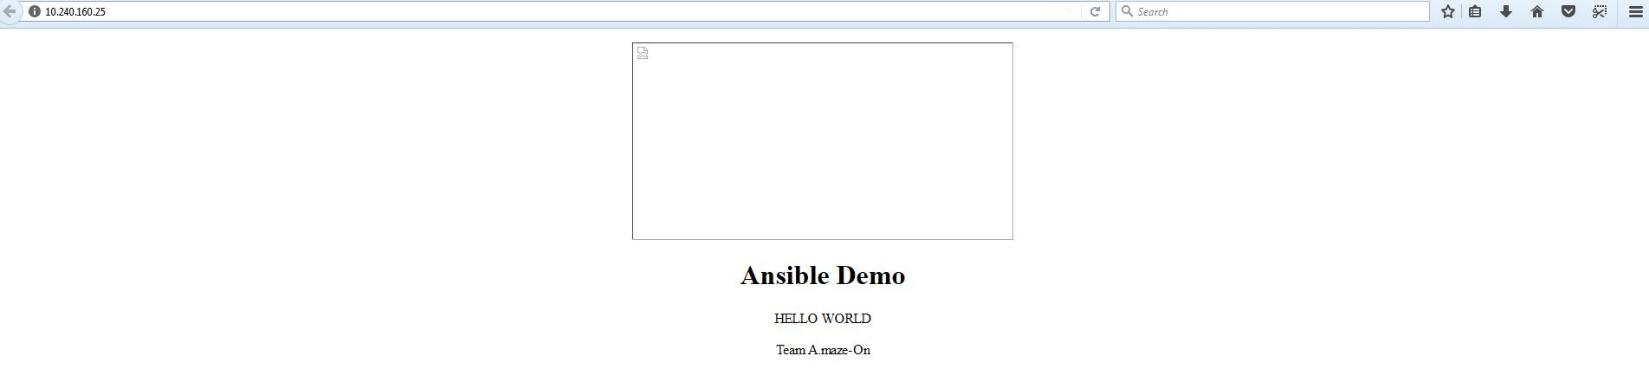 10.240.160.25
Search
Ansible Demo
HELLO WORLD
Team A.maze-On